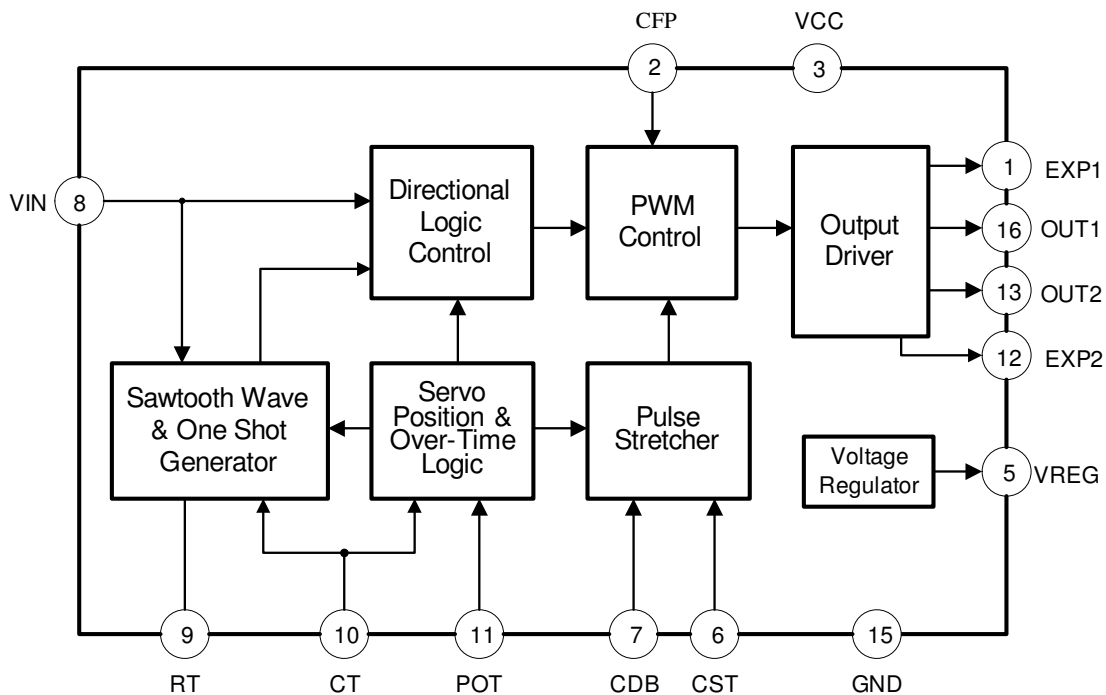 CFP
VCC
2
3
VIN
8
Directional
Logic
Control
PWM
Control
Output
Driver
1
EXP1
16
OUT1
13
OUT2
12
EXP2
Sawtooth Wave
& One Shot
Generator
Servo
Position &
Over-Time
Logic
Pulse
Stretcher
Voltage
Regulator
5
VREG
9
10
11
7
6
15
RT
CT
POT
CDB
CST
GND